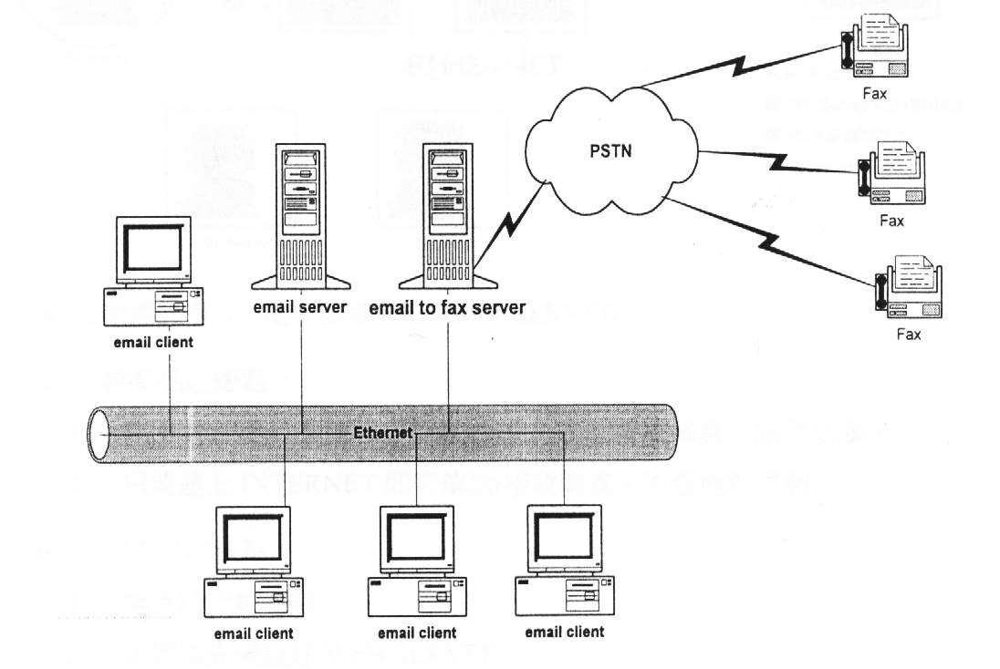 Fax
PSTN
Fax
email server
email to fax server
Fax
email client
Ethernet
email client
email client
email client